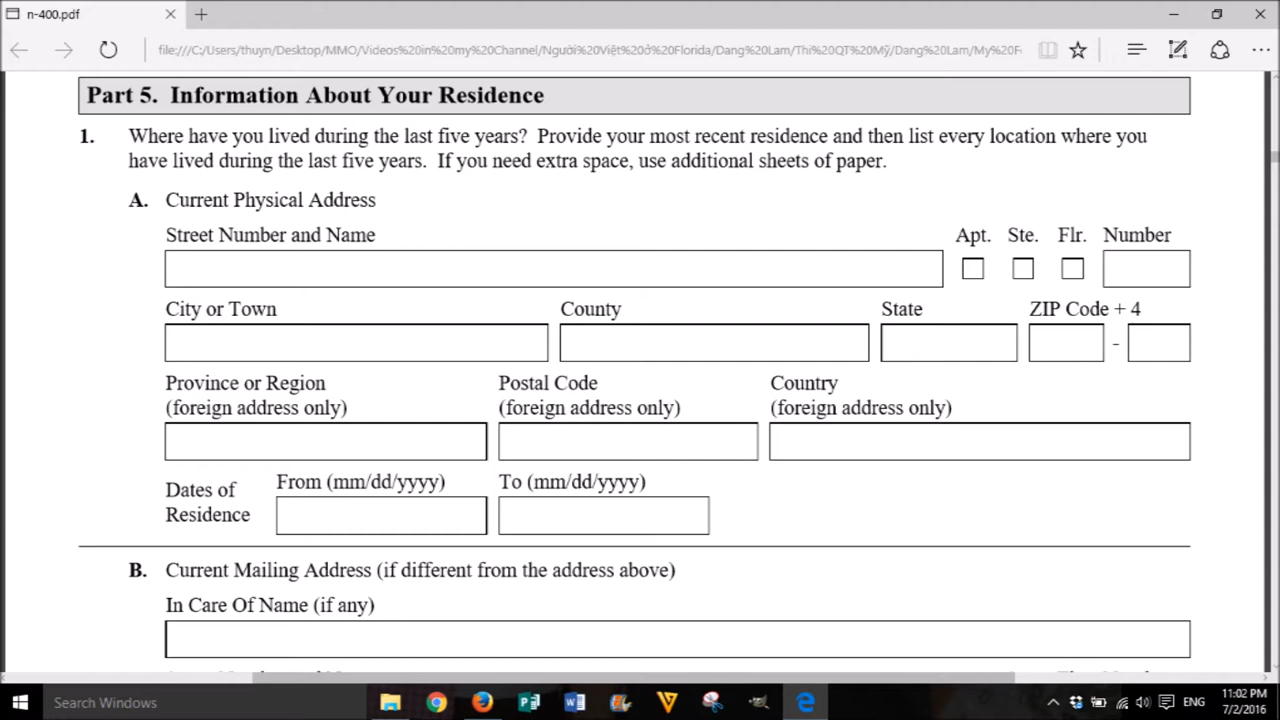 n-400.pdf
file:///C:/Users/thuyn/Desktop/MMO/Videos%20in%20my%20Channel/Người%20Việt%20ở%20Florida/Dang%20Lam/Thi%20QT%20Mỹ/Dang%20Lam/My%20F
Part 5. Information About Your Residence
1. Where have you lived during the last five years? Provide your most recent residence and then list every location where you
have lived during the last five years. If you need extra space, use additional sheets of paper.
A. Current Physical Address
Street Number and Name Apt. Ste. Flr. Number
City or Town County State ZIP Code + 4
-
Province or Region Postal Code Country
(foreign address only) (foreign address only) (foreign address only)
Dates of From (mm/dd/yyyy) To (mm/dd/yyyy)
Residence
B. Current Mailing Address (if different from the address above)
In Care Of Name (if any)
Search Windows
ENG
11:02 PM
7/2/2016